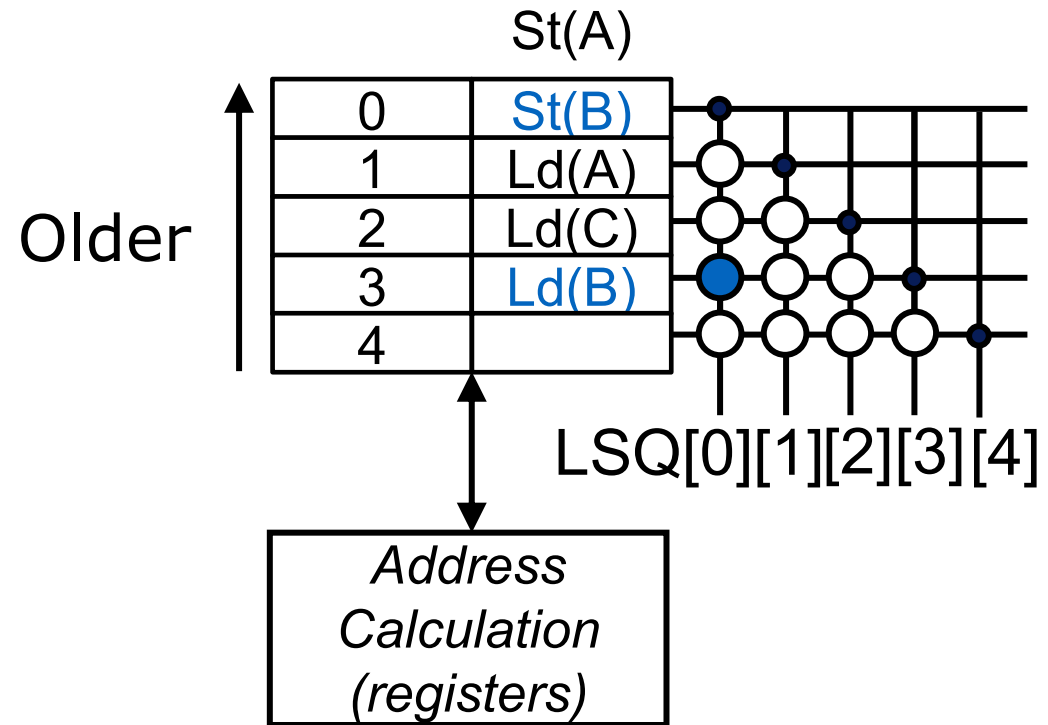 St(A)
0 St(B)
1 Ld(A)
2 Ld(C)
3 Ld(B)
4
Older
LSQ[0][1][2][3][4]
Address
Calculation
(registers)